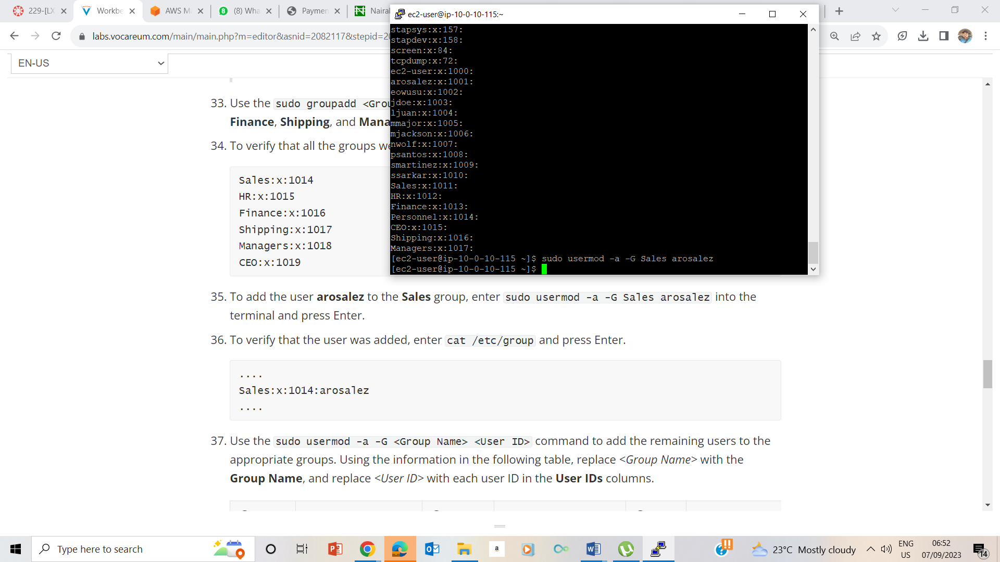 229-[LX
Workbe
AWS M
(8) Wha
Paymen
Nairal
ec2-user@ip-10-0-10-115:~
labs.vocareum.com/main/main.php?m=editor&asnid=2082117&stepid=20
EN-US
stapsys:x:157:
stapdev:x:158:
screen:x:84:
tcpdump:x:72:
ec2-user:x:1000:
arosalez:x:1001:
eowusu:x:1002:
jdoe:x:1003:
ljuan:x:1004:
mmajor:x:1005:
mjackson:x:1006:
nwolf:x:1007:
psantos:x:1008:
smartinez:x:1009:
ssarkar:x:1010:
Sales:x:1011:
HR:x:1012:
Finance:x:1013:
Personnel:x:1014:
CEO:x:1015:
Shipping:x:1016:
Managers:x:1017:
[ec2-user@ip-10-0-10-115 ~]$ sudo usermod -a -G Sales arosalez
[ec2-user@ip-10-0-10-115 ~]$
33. Use the sudo groupadd <Grou
Finance, Shipping, and Mana
34. To verify that all the groups we
Sales:x:1014
HR:x:1015
Finance:x:1016
Shipping:x:1017
Managers:x:1018
CEO:x:1019
35. To add the user arosalez to the Sales group, enter sudo usermod -a -G Sales arosalez into the
terminal and press Enter.
36. To verify that the user was added, enter cat /etc/group and press Enter.
....
Sales:x:1014:arosalez
....
37. Use the sudo usermod -a -G <Group Name> <User ID> command to add the remaining users to the
appropriate groups. Using the information in the following table, replace <Group Name> with the
Group Name, and replace <User ID> with each user ID in the User IDs columns.
Type here to search
23°C Mostly cloudy
ENG
US
06:52
07/09/2023
14